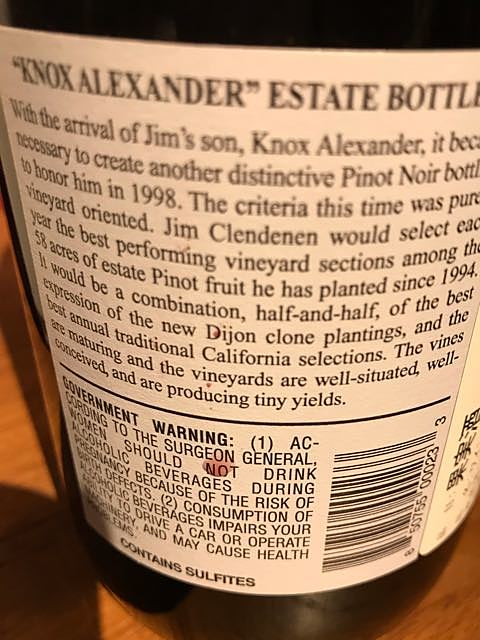 "KNOX ALEXANDER" ESTATE BOTTLE
With the arrival of Jim's son, Knox Alexander, it beca
necessary to create another distinctive Pinot Noir bottl
to honor him in 1998. The criteria this time was pure
vineyard oriented. Jim Clendenen would select eac
year the best performing vineyard sections among the
58 acres of estate Pinot fruit he has planted since 1994.
It would be a combination, half-and-half, of the best
expression of the new Dijon clone plantings, and the
best annual traditional California selections. The vines
are maturing and the vineyards are well-situated, well-
conceived, and are producing tiny yields.
GOVERNMENT WARNING: (1) AC-
CORDING TO THE SURGEON GENERAL,
WOMEN SHOULD NOT DRINK
ALCOHOLIC BEVERAGES DURING
PREGNANCY BECAUSE OF THE RISK OF
BIRTH DEFECTS. (2) CONSUMPTION OF
ALCOHOLIC BEVERAGES IMPAIRS YOUR
ABILITY TO DRIVE A CAR OR OPERATE
MACHINERY, AND MAY CAUSE HEALTH
PROBLEMS.
CONTAINS SULFITES